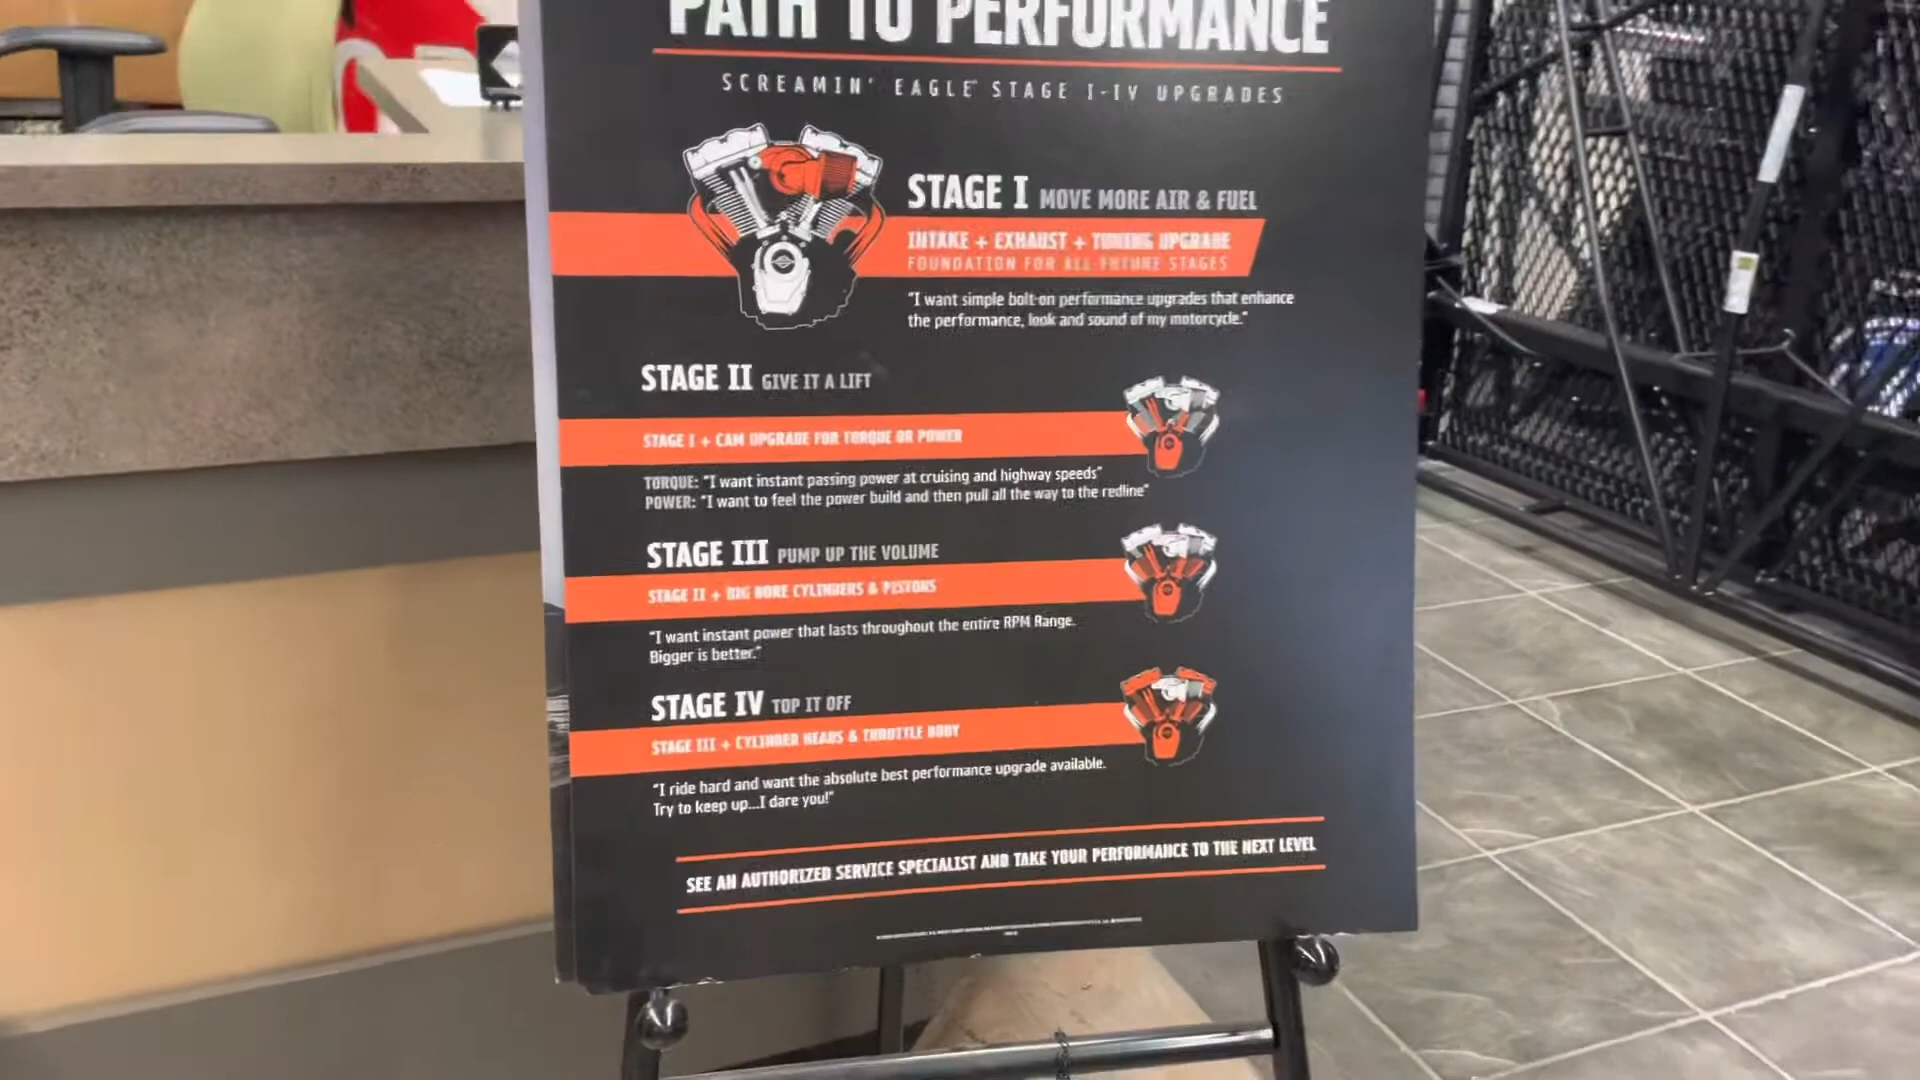 PATH TO PERFORMANCE
SCREAMIN' EAGLE® STAGE I-IV UPGRADES
STAGE I MOVE MORE AIR & FUEL
INTAKE + EXHAUST + TUNING UPGRADE
FOUNDATION FOR ALL FUTURE STAGES
"I want simple bolt-on performance upgrades that enhance
the performance, look and sound of my motorcycle."
STAGE II GIVE IT A LIFT
STAGE I + CAM UPGRADE FOR TORQUE OR POWER
TORQUE: "I want instant passing power at cruising and highway speeds"
POWER: "I want to feel the power build and then pull all the way to the redline"
STAGE III PUMP UP THE VOLUME
STAGE II + BIG BORE CYLINDERS & PISTONS
"I want instant power that lasts throughout the entire RPM Range.
Bigger is better."
STAGE IV TOP IT OFF
STAGE III + CYLINDER HEADS & THROTTLE BODY
"I ride hard and want the absolute best performance upgrade available.
Try to keep up...I dare you!"
SEE AN AUTHORIZED SERVICE SPECIALIST AND TAKE YOUR PERFORMANCE TO THE NEXT LEVEL